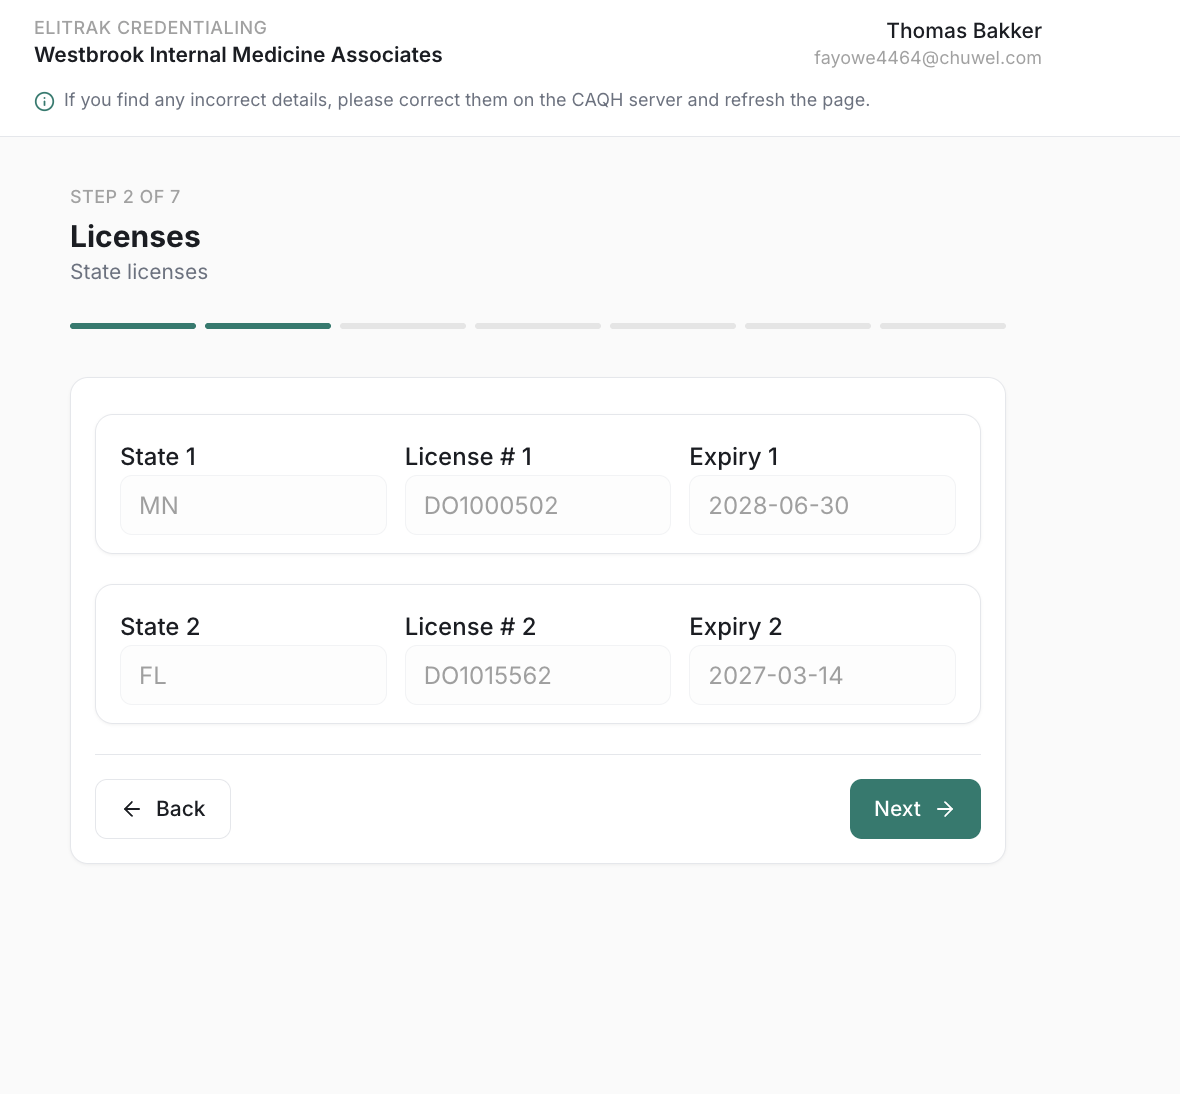 ELITRAK CREDENTIALING
Westbrook Internal Medicine Associates
Thomas Bakker
fayowe4464@chuwel.com
If you find any incorrect details, please correct them on the CAQH server and refresh the page.
STEP 2 OF 7
Licenses
State licenses
State 1 License # 1 Expiry 1
MN DO1000502 2028-06-30
State 2 License # 2 Expiry 2
FL DO1015562 2027-03-14
Back Next